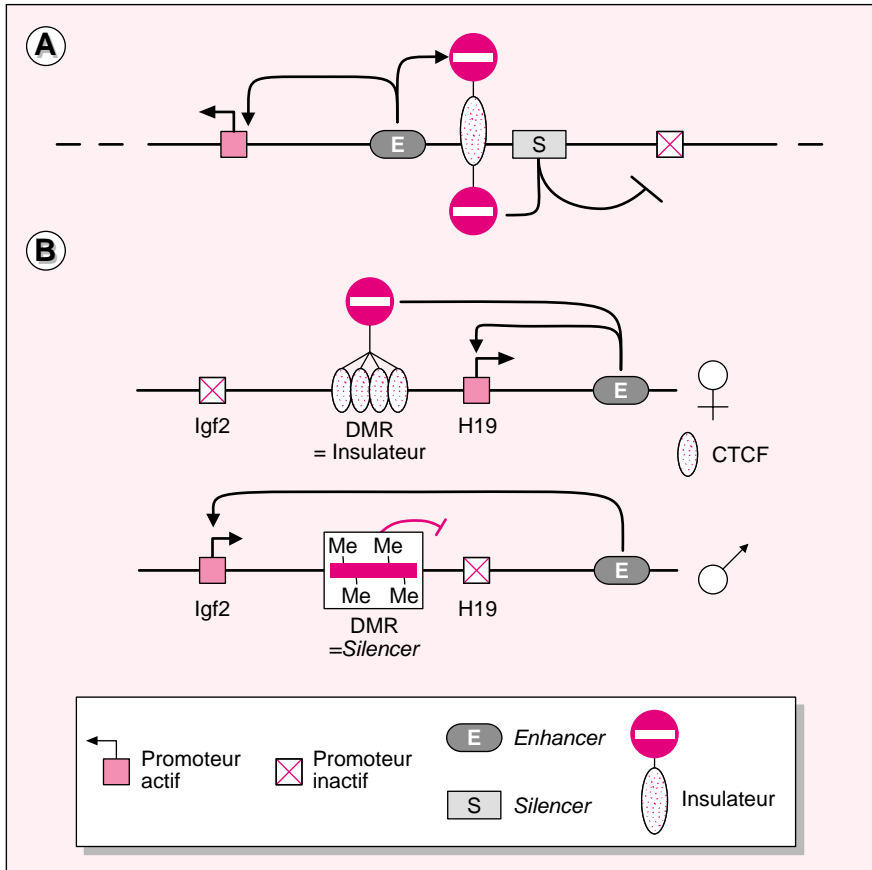 A
E
S
B
Igf2
DMR
= Insulateur
H19
E
CTCF
Me Me
Me Me
Igf2
DMR
=Silencer
H19
E
Promoteur
actif
Promoteur
inactif
E Enhancer
S Silencer
Insulateur